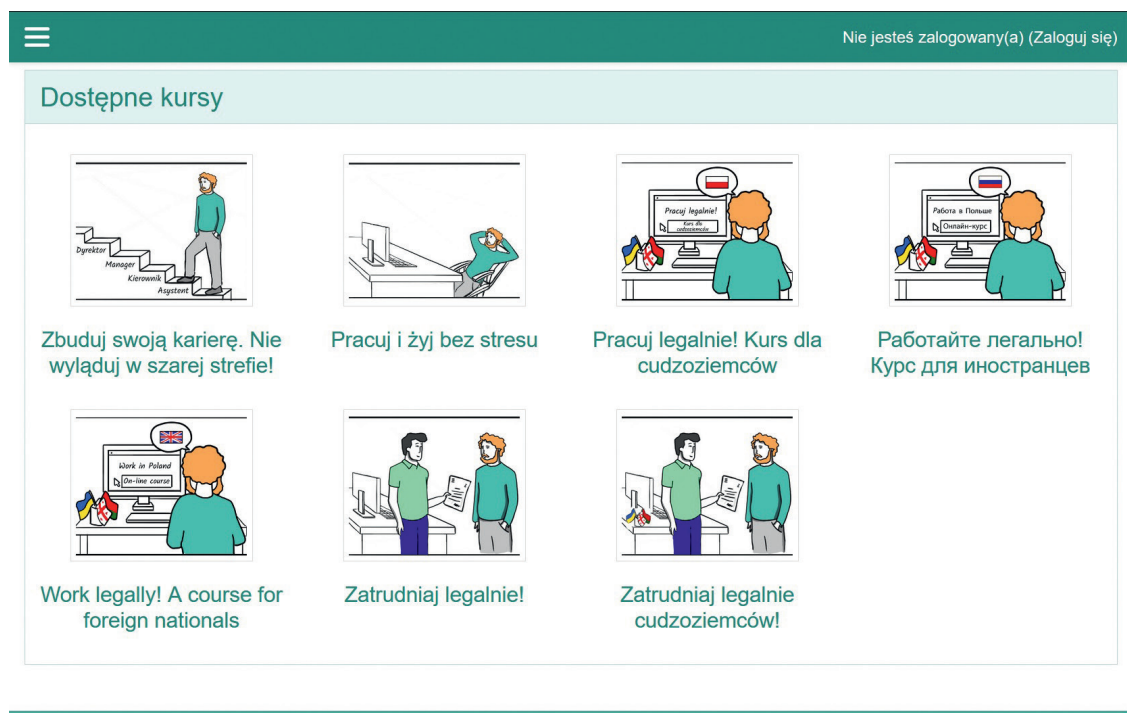 Nie jesteś zalogowany(a) (Zaloguj się)
Dostępne kursy
Dyrektor
Manager
Kierownik
Asystent
Zbuduj swoją karierę. Nie
wyląduj w szarej strefie!
Pracuj i żyj bez stresu
Pracuj legalnie!
Kurs dla
cudzoziemców
Pracuj legalnie! Kurs dla
cudzoziemców
Работа в Польше
Онлайн-курс
Работайте легально!
Курс для иностранцев
Work in Poland
On-line course
Work legally! A course for
foreign nationals
Zatrudniaj legalnie!
Zatrudniaj legalnie
cudzoziemców!